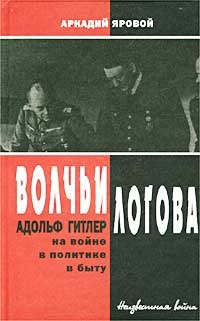 АРКАДИЙ ЯРОВОЙ
ВОЛЧЬИ
ЛОГОВА
АДОЛЬФ ГИТЛЕР
на войне
в политике
в быту
Неизвестная война